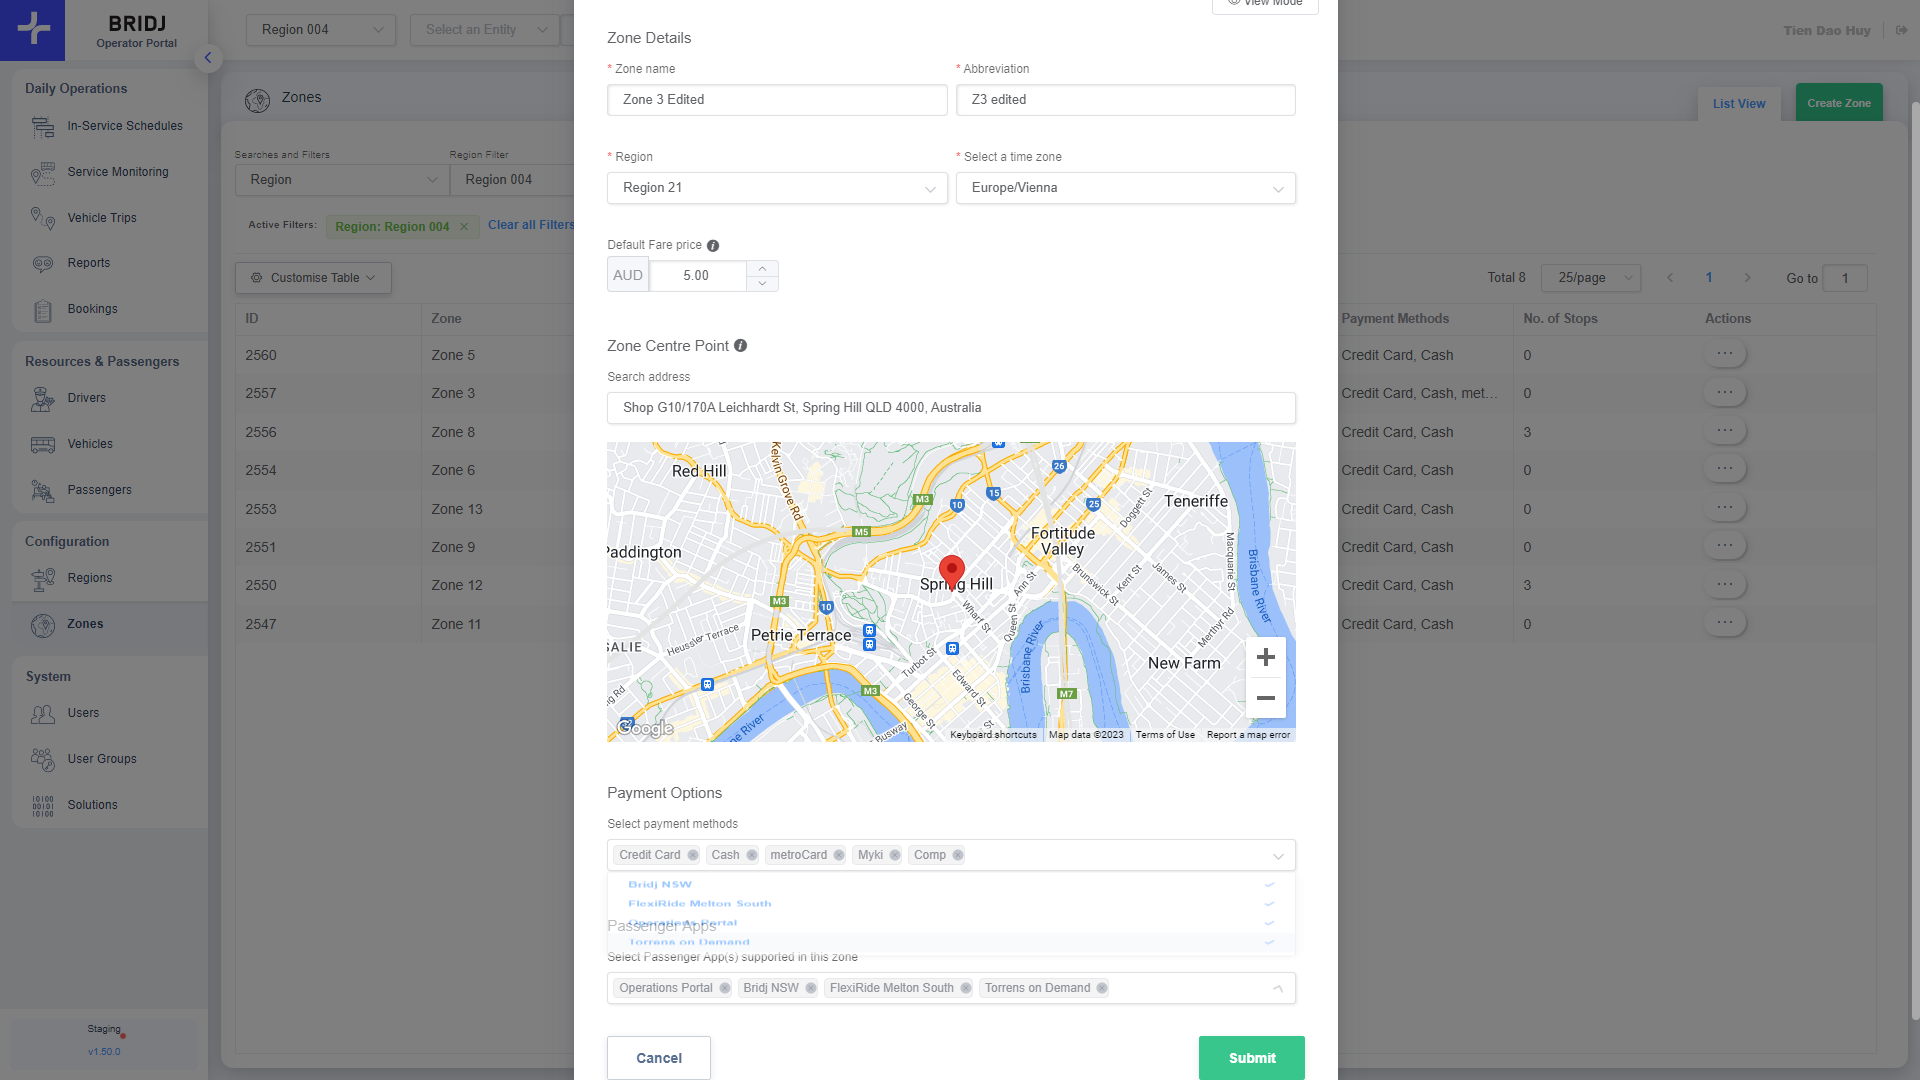 BRIDJ
Operator Portal
Region 004
Select an Entity
View Mode
Tien Dao Huy
Daily Operations
In-Service Schedules
Service Monitoring
Vehicle Trips
Reports
Bookings
Resources & Passengers
Drivers
Vehicles
Passengers
Configuration
Regions
Zones
System
Users
User Groups
Solutions
Staging
v1.50.0
Zones
List View
Create Zone
Searches and Filters
Region Filter
Region
Region 004
Active Filters:
Region: Region 004
Clear all Filters
Customise Table
Total 8
25/page
1
Go to
1
ID
Zone
Payment Methods
No. of Stops
Actions
2560
Zone 5
Credit Card, Cash
0
2557
Zone 3
Credit Card, Cash, met...
0
2556
Zone 8
Credit Card, Cash
3
2554
Zone 6
Credit Card, Cash
0
2553
Zone 13
Credit Card, Cash
0
2551
Zone 9
Credit Card, Cash
0
2550
Zone 12
Credit Card, Cash
3
2547
Zone 11
Credit Card, Cash
0
Zone Details
* Zone name
* Abbreviation
Zone 3 Edited
Z3 edited
* Region
* Select a time zone
Region 21
Europe/Vienna
Default Fare price
AUD
5.00
Zone Centre Point
Search address
Shop G10/170A Leichhardt St, Spring Hill QLD 4000, Australia
Red Hill
Kelvin Grove Rd
M3
15
26
10
25
Teneriffe
Doggett St
M5
Fortitude
Valley
Paddington
Macquarie St
Brisbane River
Spring Hill
Ann St
Brunswick St
Kent St
James St
M3
10
Wharf St
Queen St
Merthyr Rd
Petrie Terrace
Heussler Terrace
Turbot St
Brisbane River
New Farm
Edward St
M3
M7
George St
Busway
Google
Keyboard shortcuts
Map data ©2023
Terms of Use
Report a map error
Payment Options
Select payment methods
Credit Card
Cash
metroCard
Myki
Comp
Bridj NSW
FlexiRide Melton South
Operations Portal
Passenger Apps
Torrens on Demand
Select Passenger App(s) supported in this zone
Operations Portal
Bridj NSW
FlexiRide Melton South
Torrens on Demand
Cancel
Submit